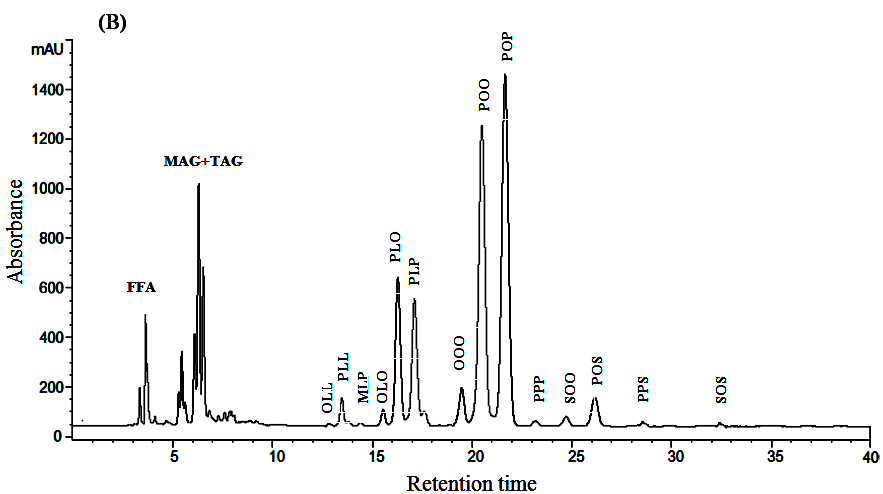 (B)
mAU
1400
1200
1000
800
600
400
200
0
Absorbance
FFA
MAG+TAG
OLL
PLL
MLP
OLO
PLO
PLP
OOO
POO
POP
PPP
SOO
POS
PPS
SOS
5
10
15
20
25
30
35
40
Retention time